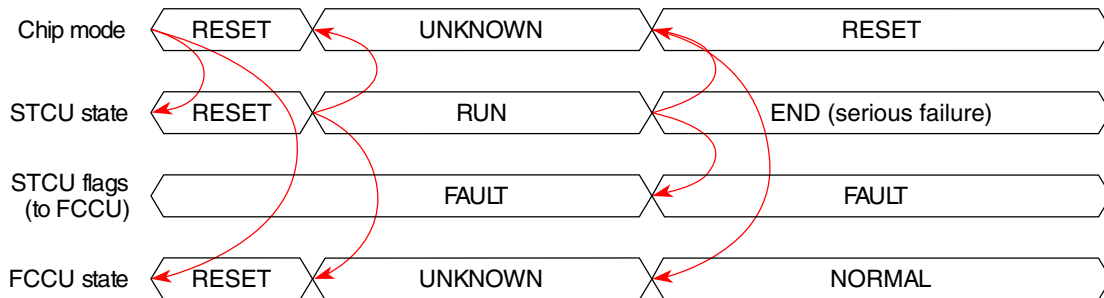 Chip mode RESET UNKNOWN RESET
STCU state RESET RUN END (serious failure)
STCU flags
(to FCCU) FAULT FAULT
FCCU state RESET UNKNOWN NORMAL